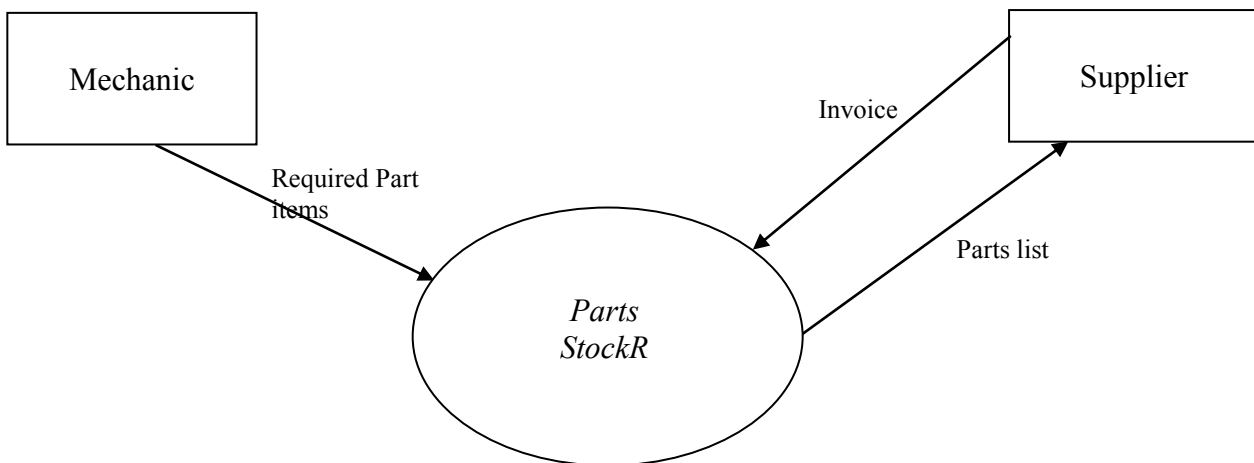 Mechanic
Supplier
Invoice
Required Part
items
Parts list
Parts
StockR